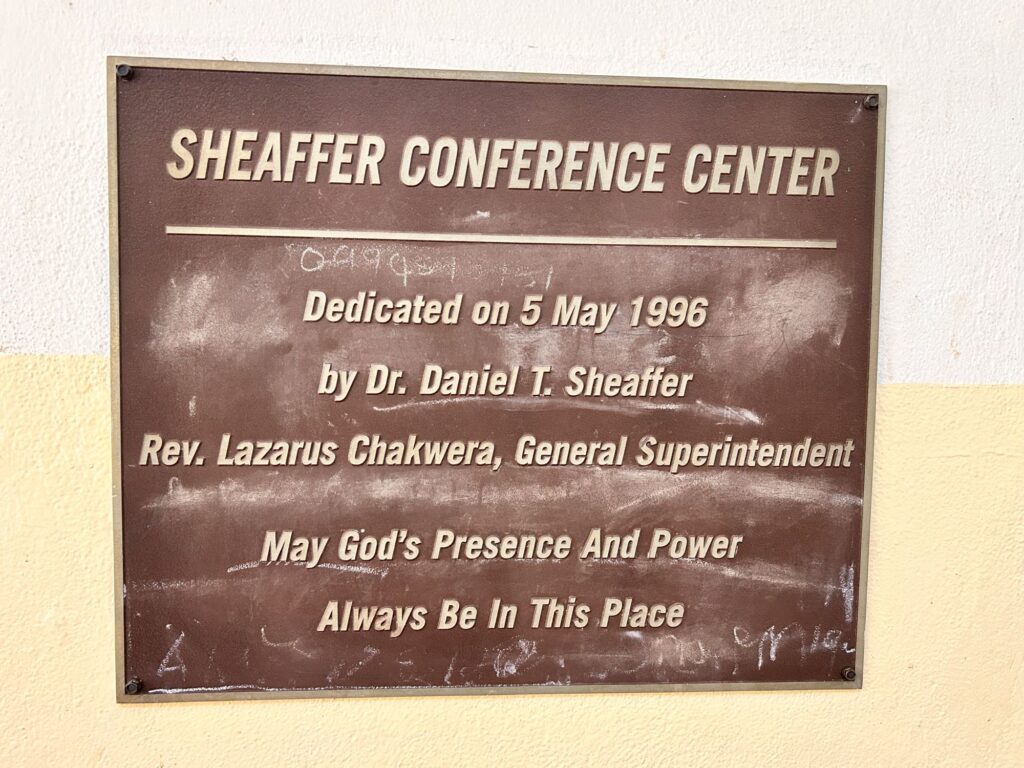 SHEAFFER CONFERENCE CENTER
Dedicated on 5 May 1996
by Dr. Daniel T. Sheaffer
Rev. Lazarus Chakwera, General Superintendent
May God's Presence And Power
Always Be In This Place